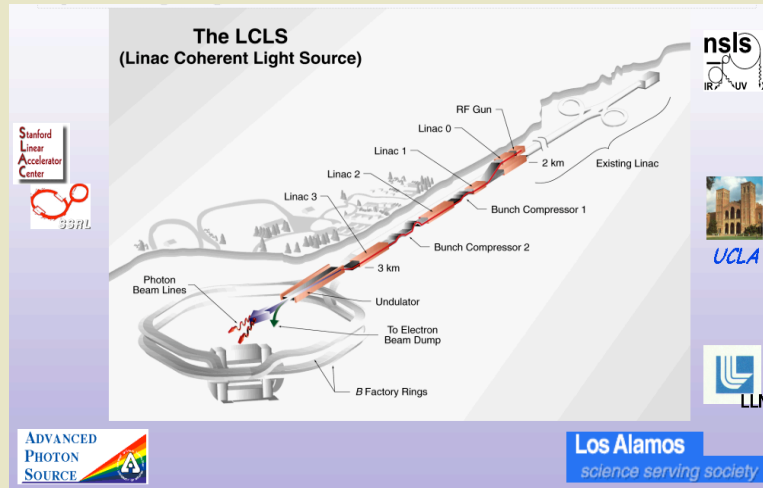 The LCLS
(Linac Coherent Light Source)
nsls
IR
UV
Stanford
Linear
Accelerator
Center
SSRL
RF Gun
Linac 0
Linac 1
2 km
Existing Linac
Linac 2
Bunch Compressor 1
Linac 3
Bunch Compressor 2
3 km
UCLA
Photon
Beam Lines
Undulator
To Electron
Beam Dump
B Factory Rings
ADVANCED
PHOTON
SOURCE
Los Alamos
science serving society